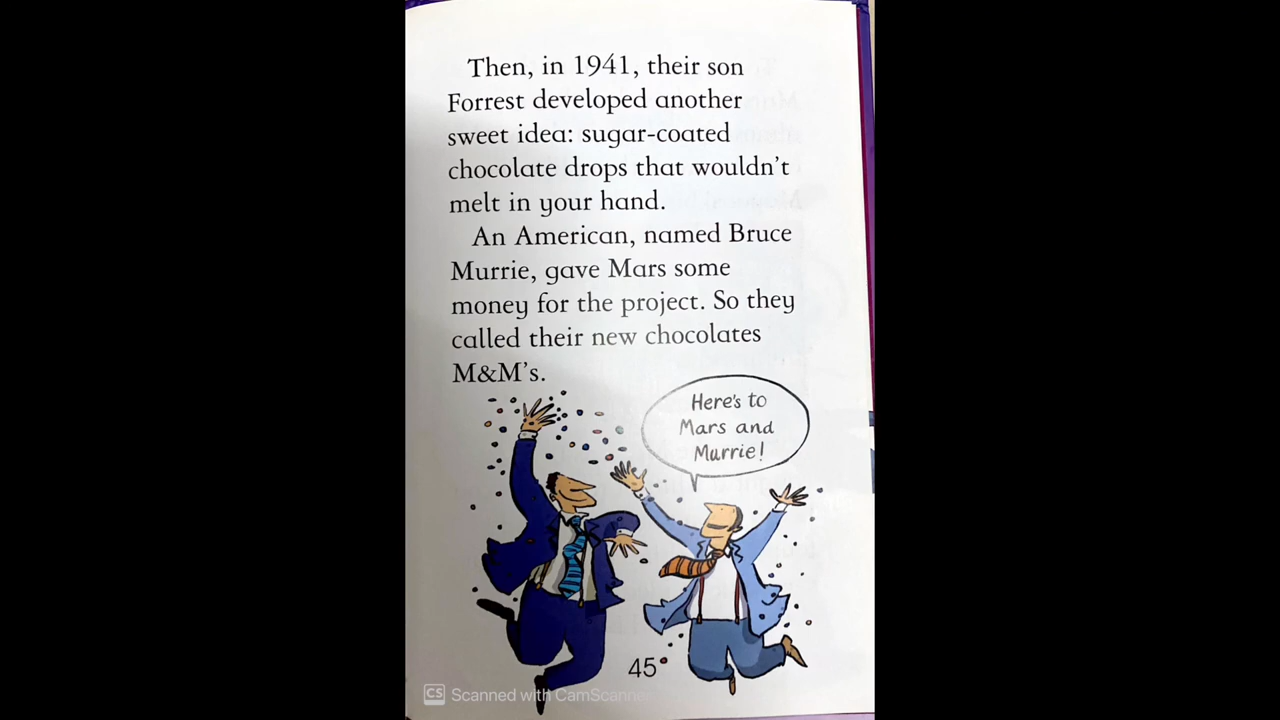 Then, in 1941, their son
Forrest developed another
sweet idea: sugar-coated
chocolate drops that wouldn't
melt in your hand.
An American, named Bruce
Murrie, gave Mars some
money for the project. So they
called their new chocolates
M&M's.
Here's to
Mars and
Murrie!
45
CS Scanned with CamScanner